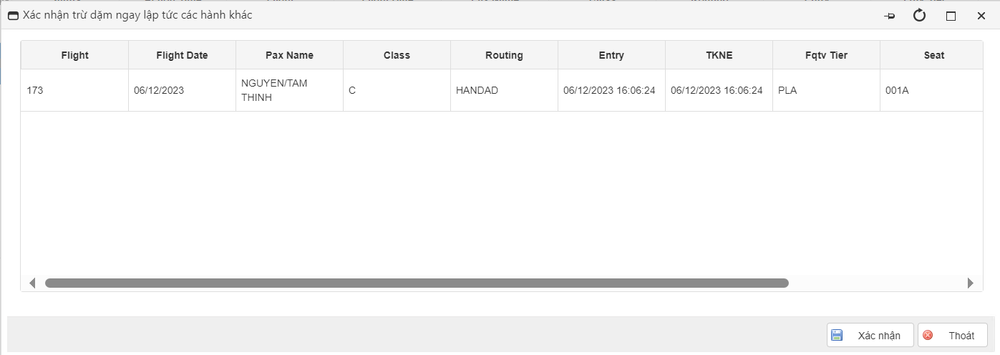 Xác nhận trừ dặm ngay lập tức các hành khác
Flight Flight Date Pax Name Class Routing Entry TKNE Fqtv Tier Seat
173 06/12/2023 NGUYEN/TAM THINH C HANDAD 06/12/2023 16:06:24 06/12/2023 16:06:24 PLA 001A
Xác nhận Thoát